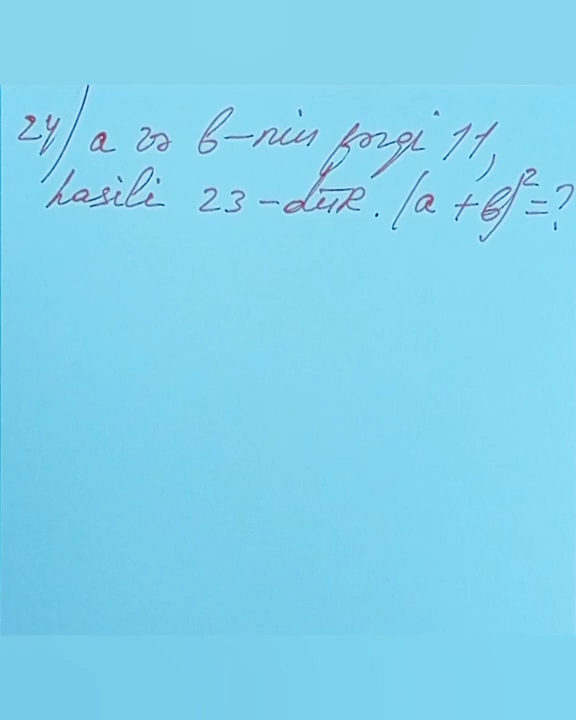 24) a və b-nin fərqi 11,
hasili 23-dür. (a + b)² = ?